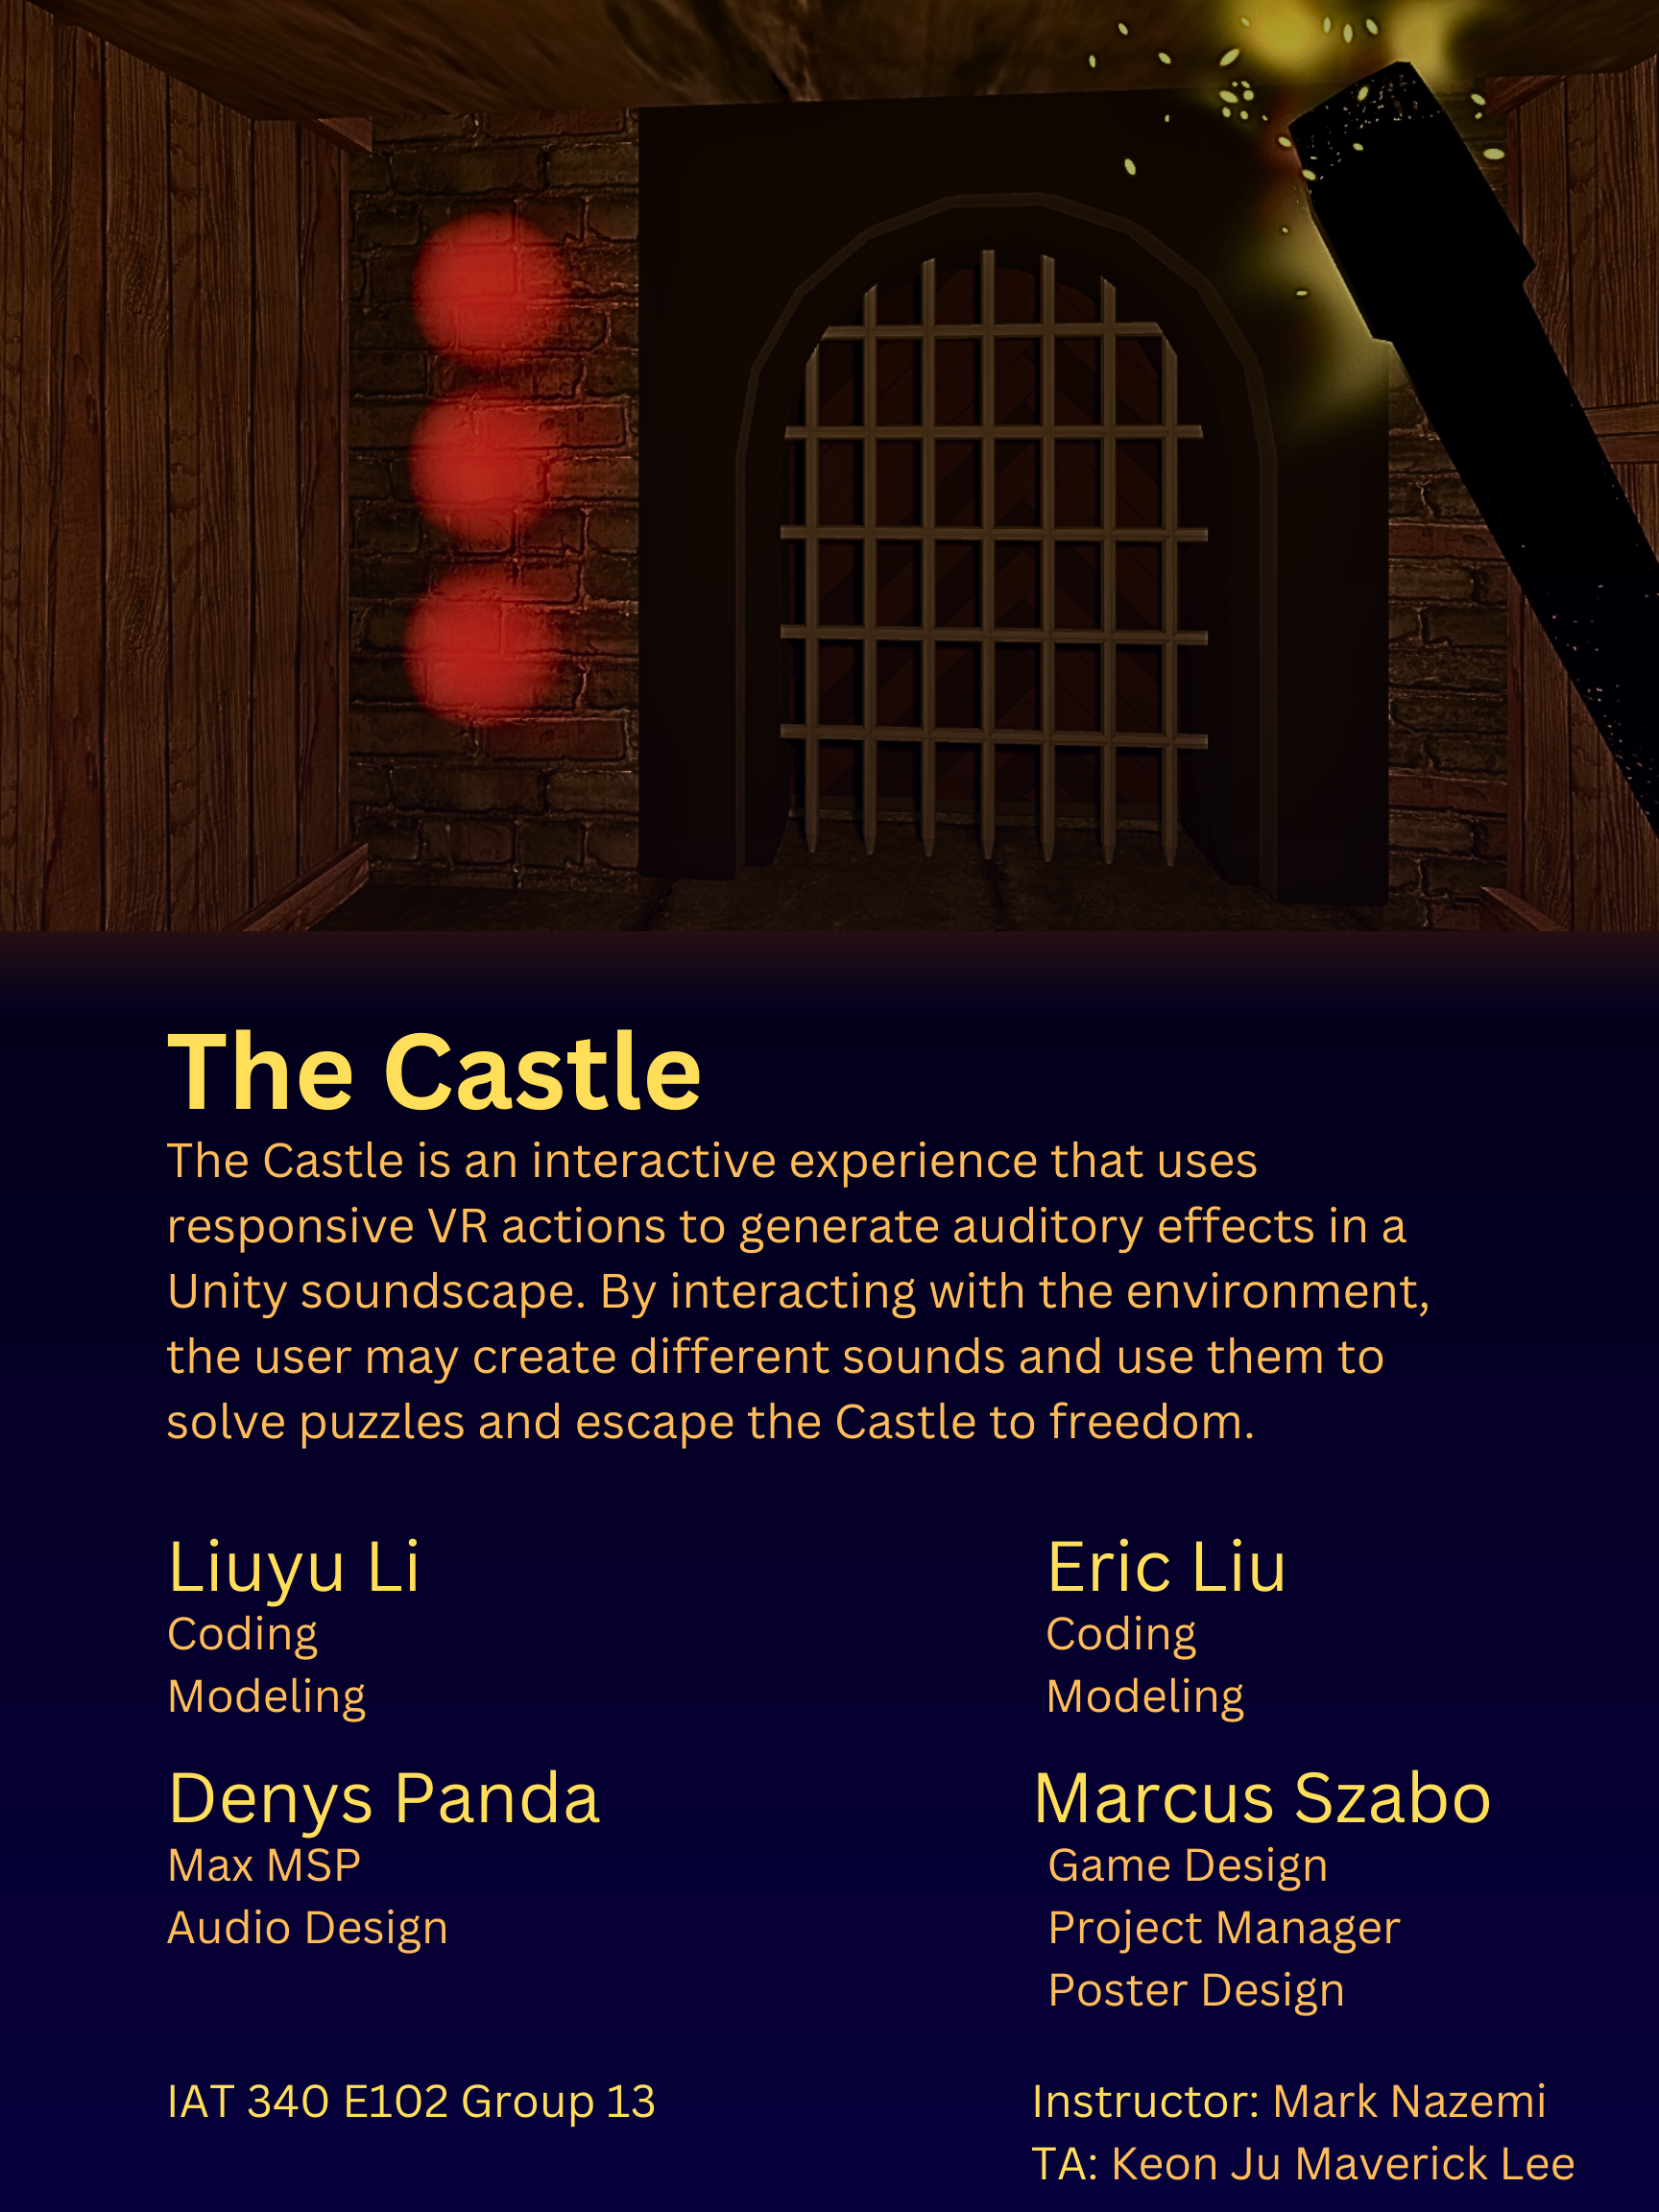 The Castle
The Castle is an interactive experience that uses
responsive VR actions to generate auditory effects in a
Unity soundscape. By interacting with the environment,
the user may create different sounds and use them to
solve puzzles and escape the Castle to freedom.
Liuyu Li
Coding
Modeling
Eric Liu
Coding
Modeling
Denys Panda
Max MSP
Audio Design
Marcus Szabo
Game Design
Project Manager
Poster Design
IAT 340 E102 Group 13
Instructor: Mark Nazemi
TA: Keon Ju Maverick Lee